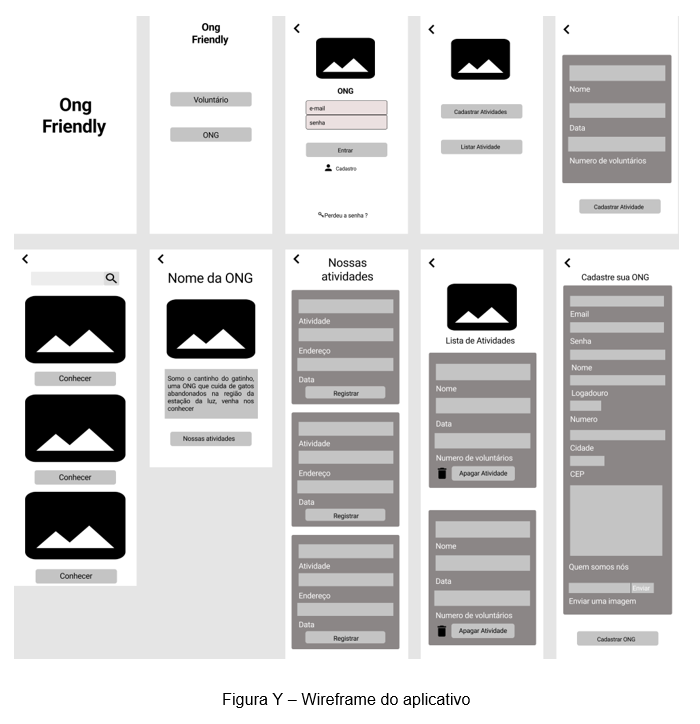 Ong
Friendly
Ong
Friendly
Voluntário
ONG
ONG
e-mail
senha
Entrar
Cadastro
Perdeu a senha ?
Cadastrar Atividades
Listar Atividade
Nome
Data
Numero de voluntários
Cadastrar Atividade
Conhecer
Conhecer
Conhecer
Nome da ONG
Somo o cantinho do gatinho,
uma ONG que cuida de gatos
abandonados na região da
estação da luz, venha nos
conhecer
Nossas atividades
Nossas
atividades
Atividade
Endereço
Data
Registrar
Atividade
Endereço
Data
Registrar
Atividade
Endereço
Data
Registrar
Lista de Atividades
Nome
Data
Numero de voluntários
Apagar Atividade
Nome
Data
Numero de voluntários
Apagar Atividade
Cadastre sua ONG
Email
Senha
Nome
Logadouro
Numero
Cidade
CEP
Quem somos nós
Enviar
Enviar uma imagem
Cadastrar ONG
Figura Y – Wireframe do aplicativo